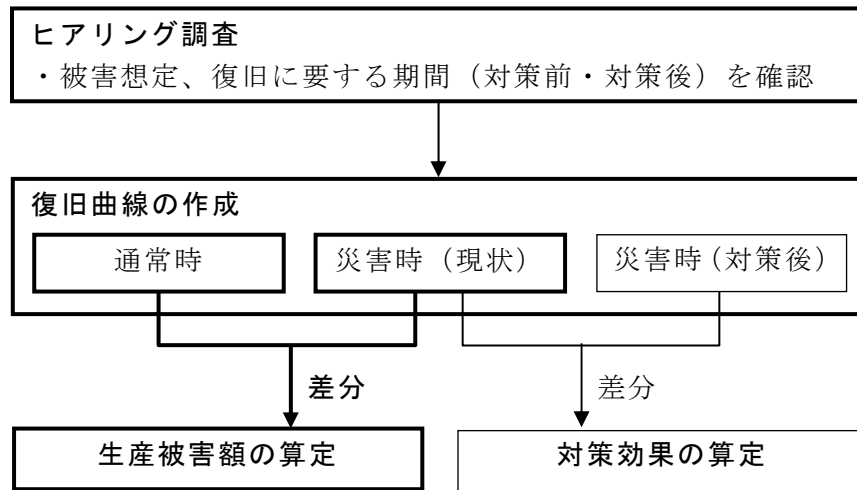 ヒアリング調査
・被害想定、復旧に要する期間（対策前・対策後）を確認
復旧曲線の作成
通常時
災害時（現状）
災害時（対策後）
差分
差分
生産被害額の算定
対策効果の算定